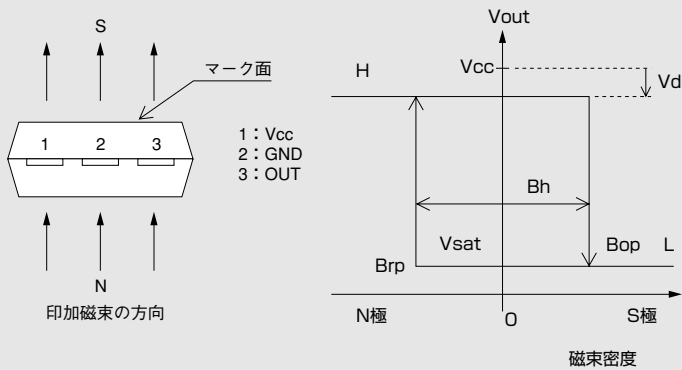 S
マーク面
1 2 3
1：Vcc
2：GND
3：OUT
N
印加磁束の方向
Vout
Vcc
H
Vd
Bh
Vsat
Bop
L
Brp
N極
O
S極
磁束密度